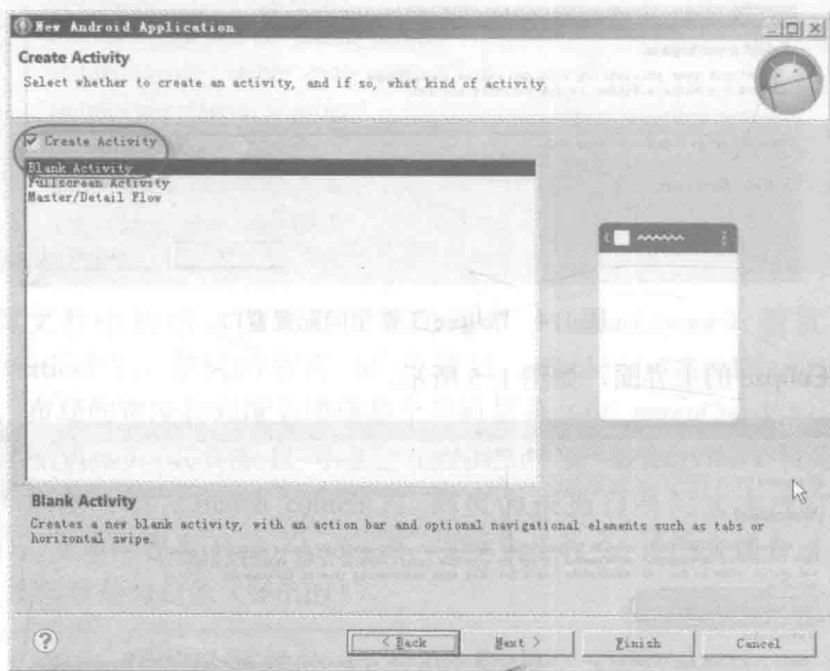 New Android Application
Create Activity
Select whether to create an activity, and if so, what kind of activity
Create Activity
Blank Activity
Fullscreen Activity
Master/Detail Flow
Blank Activity
Creates a new blank activity, with an action bar and optional navigational elements such as tabs or
horizontal swipe.
< Back
Next >
Finish
Cancel